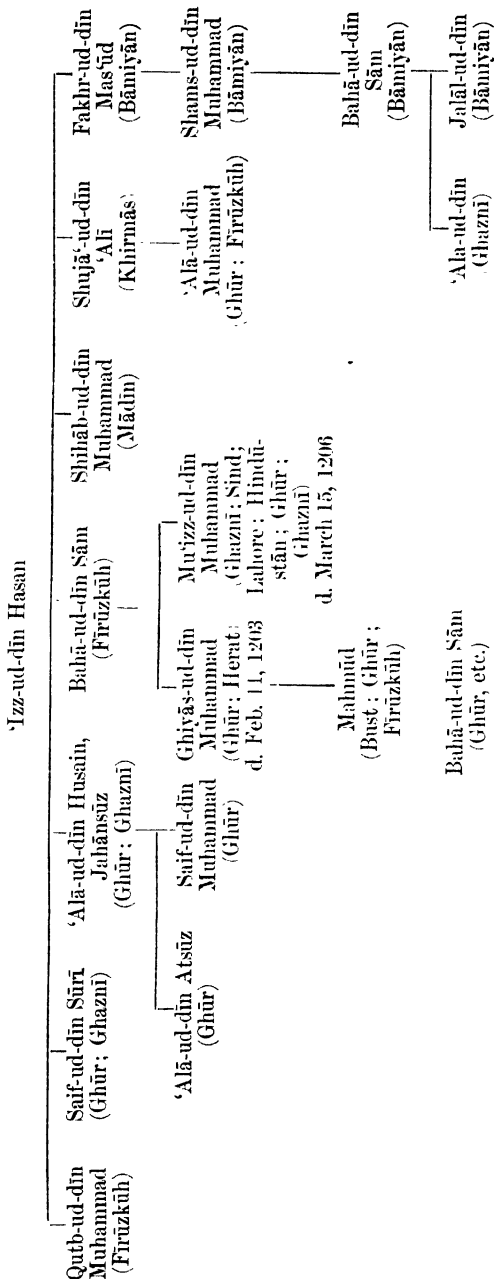 ‘Izz-ud-dīn Hasan
Qutb-ud-dīn
Muhammad
(Fīrūzkūh)
Saif-ud-dīn Sūrī
(Ghūr; Ghaznī)
‘Alā-ud-dīn Husain,
Jahānsūz
(Ghūr; Ghaznī)
Bahā-ud-dīn Sām
(Fīrūzkūh)
Shihāb-ud-dīn
Muhammad
(Mādīn)
Shujā‘-ud-dīn
‘Alī
(Khirmās)
Fakhr-ud-dīn
Mas‘ūd
(Bāmiyān)
‘Alā-ud-dīn Atsūz
(Ghūr)
Saif-ud-dīn
Muhammad
(Ghūr)
Ghiyās-ud-dīn
Muhammad
(Ghūr; Herat;
d. Feb. 11, 1203
Mu‘izz-ud-dīn
Muhammad
(Ghaznī; Sind;
Lahore; Hindū-
stān; Ghūr;
Ghaznī)
d. March 15, 1206
‘Alā-ud-dīn
Muhammad
(Ghūr; Fīrūzkūh)
Shams-ud-dīn
Muhammad
(Bāmiyān)
Mahmūd
(Bust; Ghūr;
Fīrūzkūh)
Bahā-ud-dīn
Sām
(Bāmiyān)
Bahā-ud-dīn Sām
(Ghūr, etc.)
‘Ala-ud-dīn
(Ghaznī)
Jalāl-ud-dīn
(Bāmiyān)